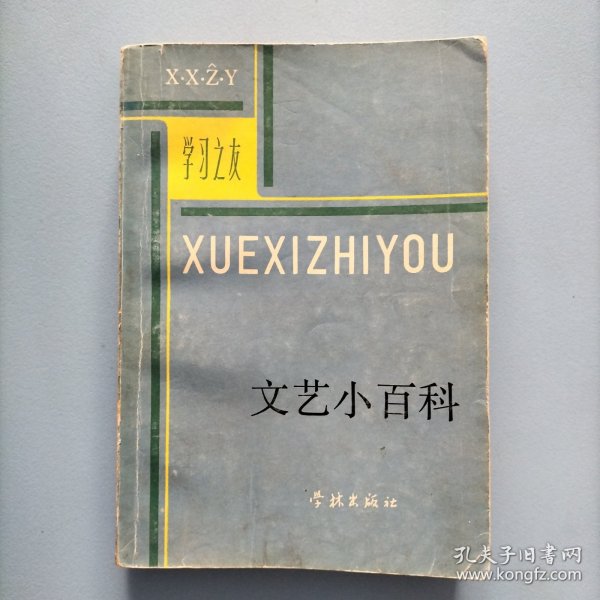 X·X·Ẑ·Y
学习之友
XUEXIZHIYOU
文艺小百科
学林出版社
孔夫子旧书网
www.kongfz.com